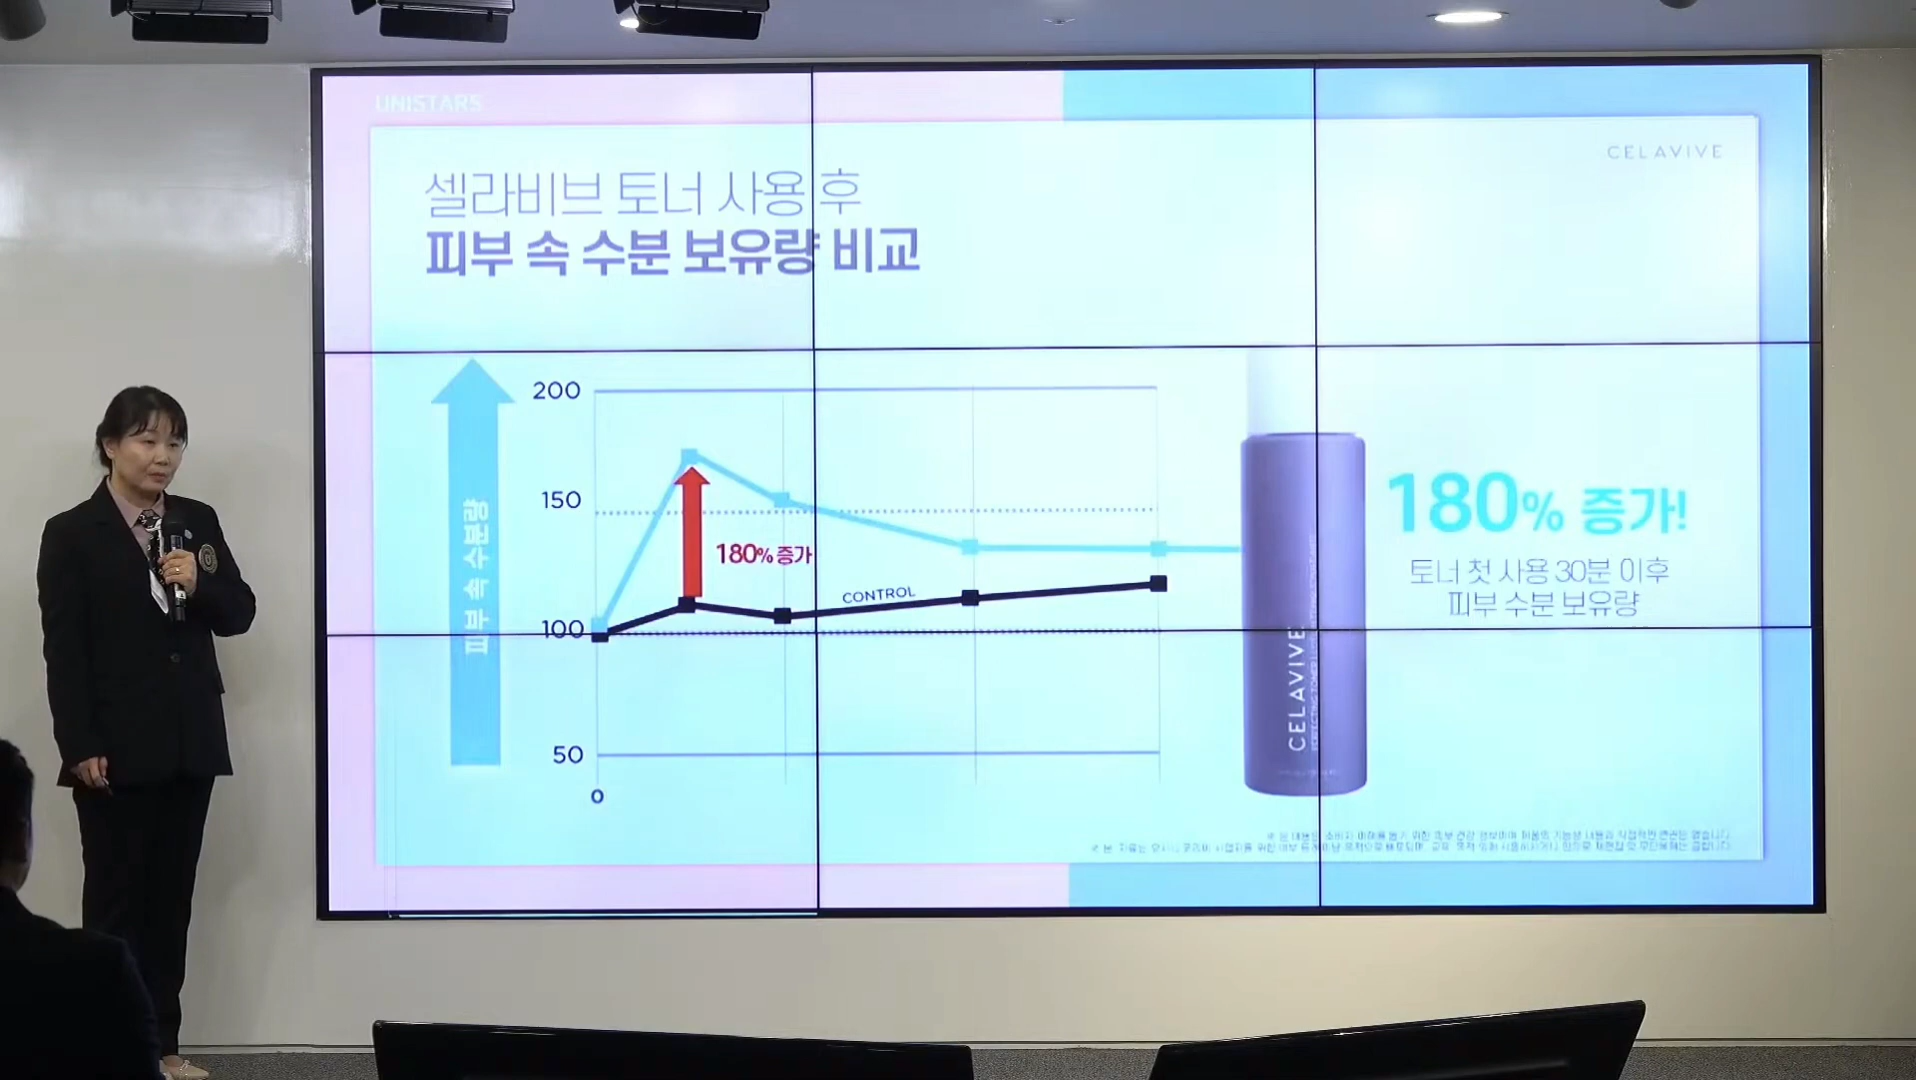 UNISTARS
CELAVIVE
셀라비브 토너 사용 후
피부 속 수분 보유량 비교
피부 속 수분량
200
150
100
50
0
180% 증가
CONTROL
CELAVIVE
180% 증가!
토너 첫 사용 30분 이후
피부 수분 보유량